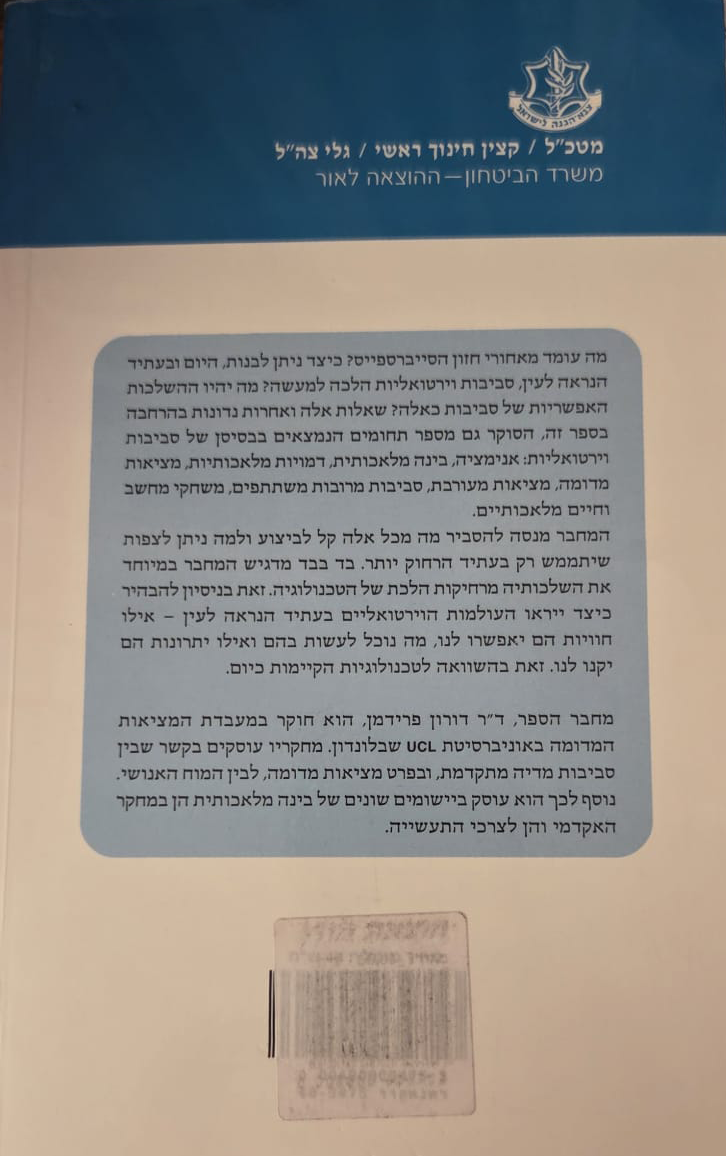 צבא הגנה לישראל
מטכ"ל / קצין חינוך ראשי / גלי צה"ל
משרד הביטחון – ההוצאה לאור
מה עומד מאחורי חזון הסייברספייס? כיצד ניתן לבנות, היום ובעתיד
הנראה לעין, סביבות וירטואליות הלכה למעשה? מה יהיו ההשלכות
האפשריות של סביבות כאלה? שאלות אלה ואחרות נדונות בהרחבה
בספר זה, הסוקר גם מספר תחומים הנמצאים בבסיסן של סביבות
וירטואליות: אנימציה, בינה מלאכותית, דמויות מלאכותיות, מציאות
מדומה, מציאות מעורבת, סביבות מרובות משתתפים, משחקי מחשב
וחיים מלאכותיים.
המחבר מנסה להסביר מה מכל אלה קל לביצוע ולמה ניתן לצפות
שיתממש רק בעתיד הרחוק יותר. בד בבד מדגיש המחבר במיוחד
את השלכותיה מרחיקות הלכת של הטכנולוגיה. זאת בניסיון להבהיר
כיצד ייראו העולמות הוירטואליים בעתיד הנראה לעין – אילו
חוויות הם יאפשרו לנו, מה נוכל לעשות בהם ואילו יתרונות הם
יקנו לנו. זאת בהשוואה לטכנולוגיות הקיימות כיום.
מחבר הספר, ד"ר דורון פרידמן, הוא חוקר במעבדת המציאות
המדומה באוניברסיטת UCL שבלונדון. מחקריו עוסקים בקשר שבין
סביבות מדיה מתקדמת, ובפרט מציאות מדומה, לבין המוח האנושי.
נוסף לכך הוא עוסק ביישומים שונים של בינה מלאכותית הן במחקר
האקדמי והן לצרכי התעשייה.